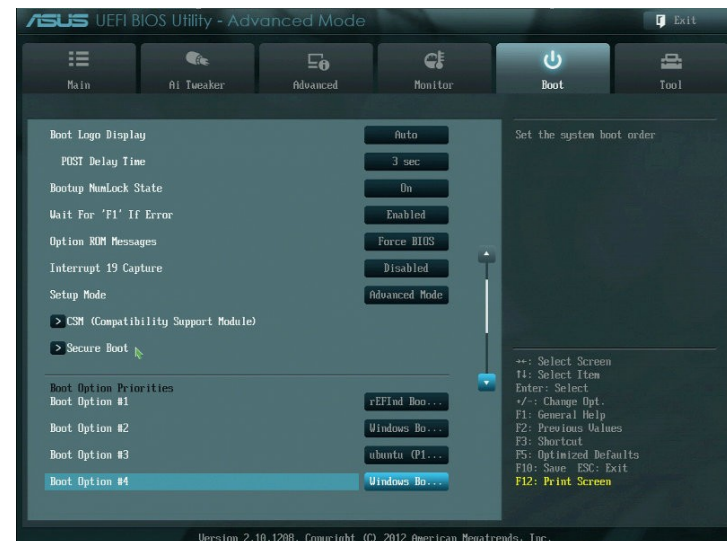 ASUS UEFI BIOS Utility - Advanced Mode
Exit
Main
Ai Tweaker
Advanced
Monitor
Boot
Tool
Boot Logo Display Auto
POST Delay Time 3 sec
Bootup NumLock State On
Wait For 'F1' If Error Enabled
Option ROM Messages Force BIOS
Interrupt 19 Capture Disabled
Setup Mode Advanced Mode
> CSM (Compatibility Support Module)
> Secure Boot
Boot Option Priorities
Boot Option #1 rEFInd Boo...
Boot Option #2 Windows Bo...
Boot Option #3 ubuntu (P1...
Boot Option #4 Windows Bo...
Set the system boot order
→←: Select Screen
↑↓: Select Item
Enter: Select
+/-: Change Opt.
F1: General Help
F2: Previous Values
F3: Shortcut
F5: Optimized Defaults
F10: Save ESC: Exit
F12: Print Screen
Version 2.10.1208. Copyright (C) 2012 American Megatrends, Inc.